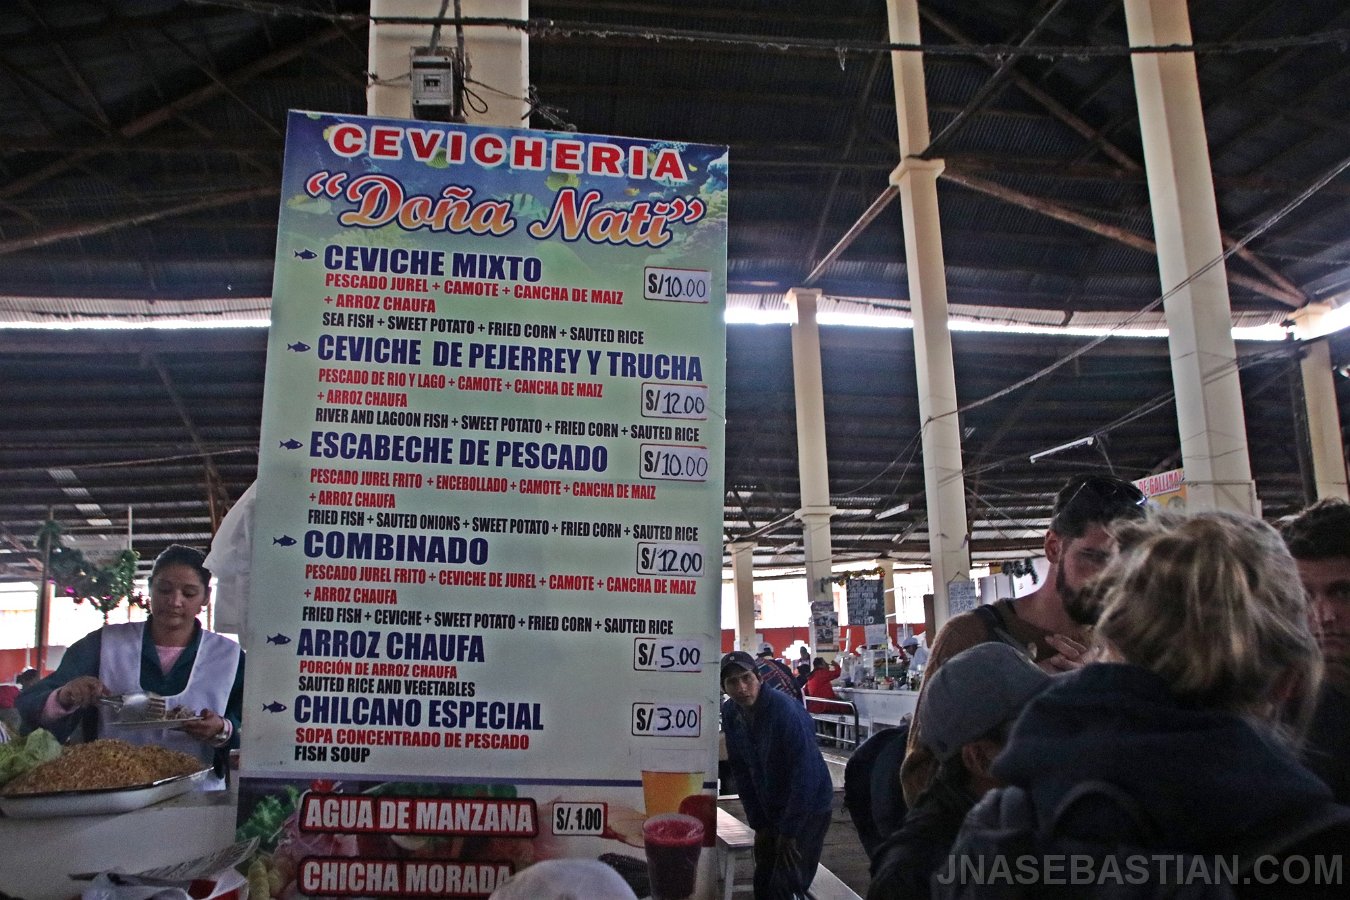 CEVICHERIA
"Doña Nati"
CEVICHE MIXTO
S/10.00
PESCADO JUREL + CAMOTE + CANCHA DE MAIZ
+ ARROZ CHAUFA
SEA FISH + SWEET POTATO + FRIED CORN + SAUTED RICE
CEVICHE DE PEJERREY Y TRUCHA
PESCADO DE RIO Y LAGO + CAMOTE + CANCHA DE MAIZ
+ ARROZ CHAUFA
S/12.00
RIVER AND LAGOON FISH + SWEET POTATO + FRIED CORN + SAUTED RICE
ESCABECHE DE PESCADO
S/10.00
PESCADO JUREL FRITO + ENCEBOLLADO + CAMOTE + CANCHA DE MAIZ
+ ARROZ CHAUFA
FRIED FISH + SAUTED ONIONS + SWEET POTATO + FRIED CORN + SAUTED RICE
COMBINADO
S/12.00
PESCADO JUREL FRITO + CEVICHE DE JUREL + CAMOTE + CANCHA DE MAIZ
+ ARROZ CHAUFA
FRIED FISH + CEVICHE + SWEET POTATO + FRIED CORN + SAUTED RICE
ARROZ CHAUFA
S/5.00
PORCIÓN DE ARROZ CHAUFA
SAUTED RICE AND VEGETABLES
CHILCANO ESPECIAL
S/3.00
SOPA CONCENTRADO DE PESCADO
FISH SOUP
AGUA DE MANZANA
S/.1.00
CHICHA MORADA
DE GALLINA
JNASEBASTIAN.COM